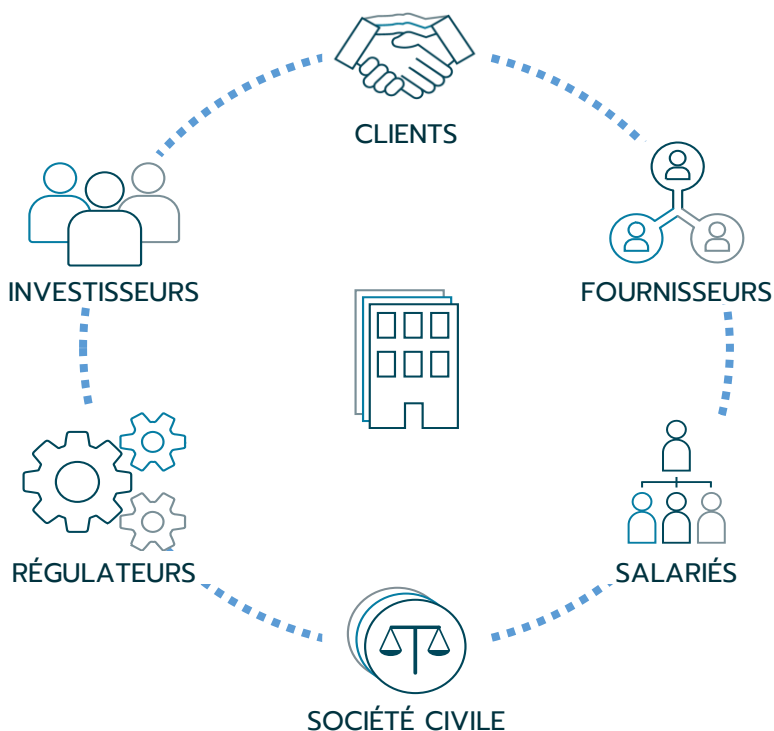 CLIENTS
INVESTISSEURS
FOURNISSEURS
RÉGULATEURS
SALARIÉS
SOCIÉTÉ CIVILE